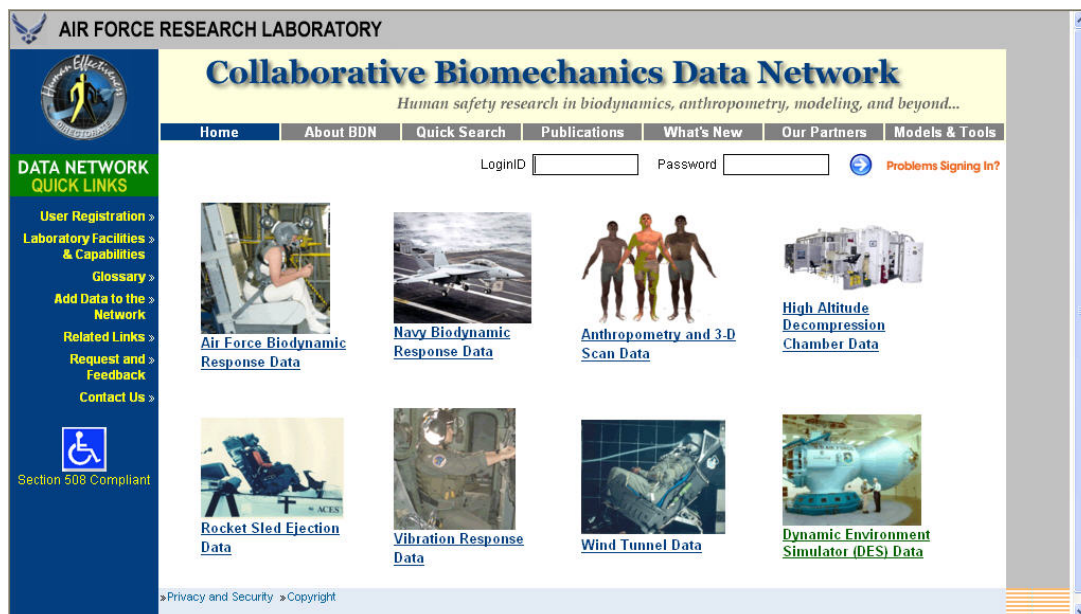 AIR FORCE RESEARCH LABORATORY
Human Effectiveness
DIRECTORATE
Collaborative Biomechanics Data Network
Human safety research in biodynamics, anthropometry, modeling, and beyond...
Home About BDN Quick Search Publications What's New Our Partners Models & Tools
LoginID Password Problems Signing In?
DATA NETWORK
QUICK LINKS
User Registration »
Laboratory Facilities »
& Capabilities
Glossary »
Add Data to the »
Network
Related Links »
Request and »
Feedback
Contact Us »
Section 508 Compliant
Air Force Biodynamic
Response Data
Navy Biodynamic
Response Data
Anthropometry and 3-D
Scan Data
High Altitude
Decompression
Chamber Data
ACES
Rocket Sled Ejection
Data
Vibration Response
Data
Wind Tunnel Data
Dynamic Environment
Simulator (DES) Data
»Privacy and Security »Copyright